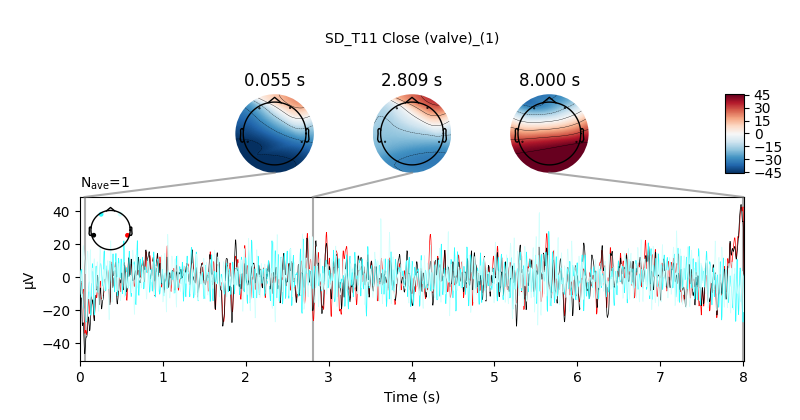 SD_T11 Close (valve)_(1)
0.055 s 2.809 s 8.000 s
45
30
15
0
−15
−30
−45
Nave=1
40
20
0
−20
−40
µV
0 1 2 3 4 5 6 7 8
Time (s)